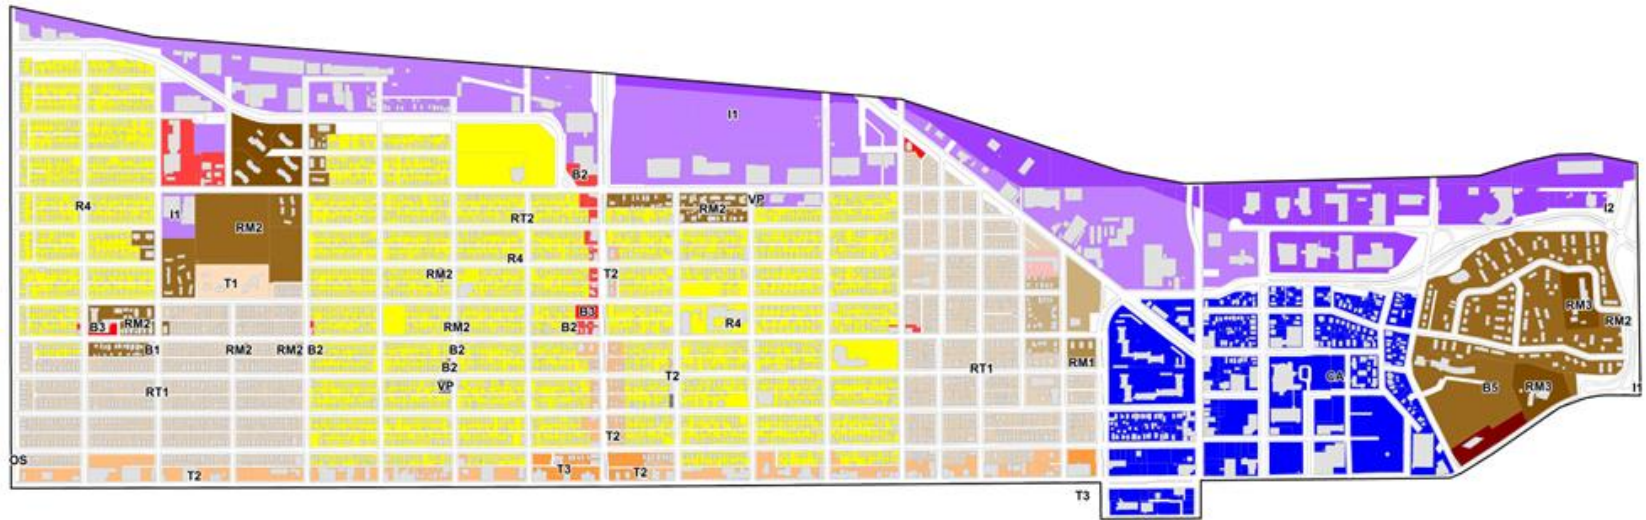 I1
B2
VP
R4
RM2
I1
I2
RT2
RM2
R4
RM2
T2
T1
RM3
B3
RM2
B3
B2
RM2
R4
RM2
B1
RM2
RM2
B2
B2
B2
VP
T2
RT1
RM1
RT1
CA
B5
RM3
I1
T2
OS
T2
T3
T2
T3